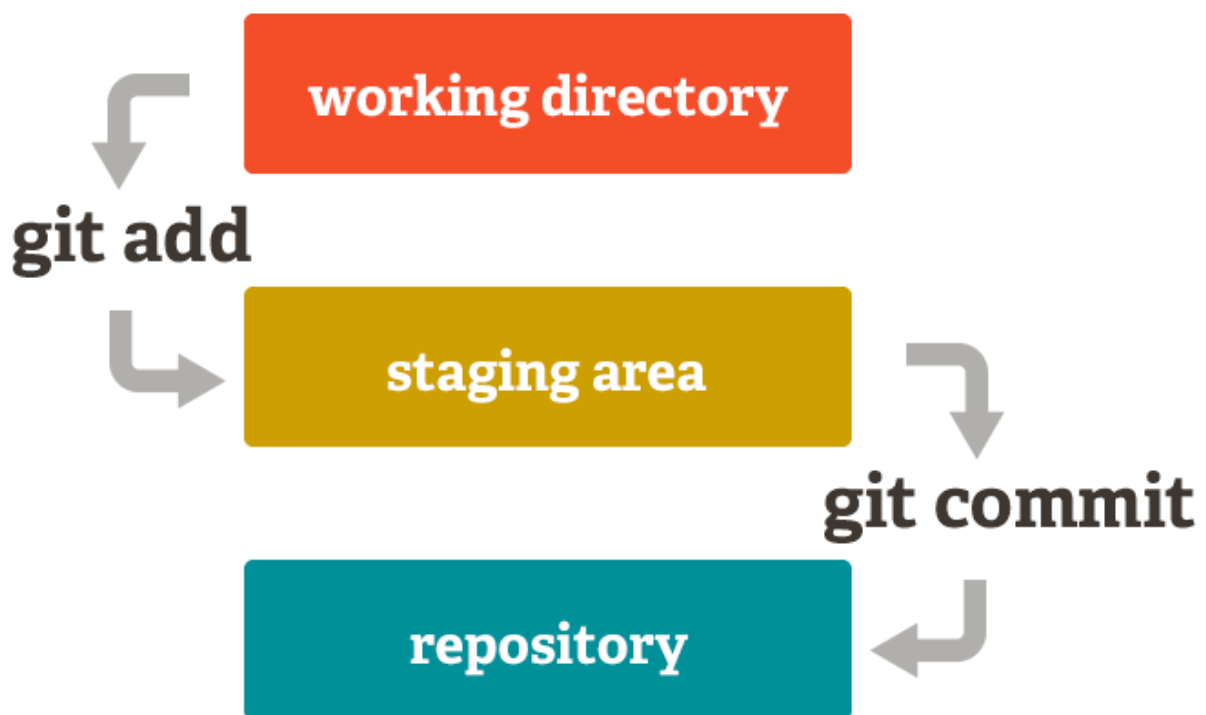 working directory
git add
staging area
git commit
repository